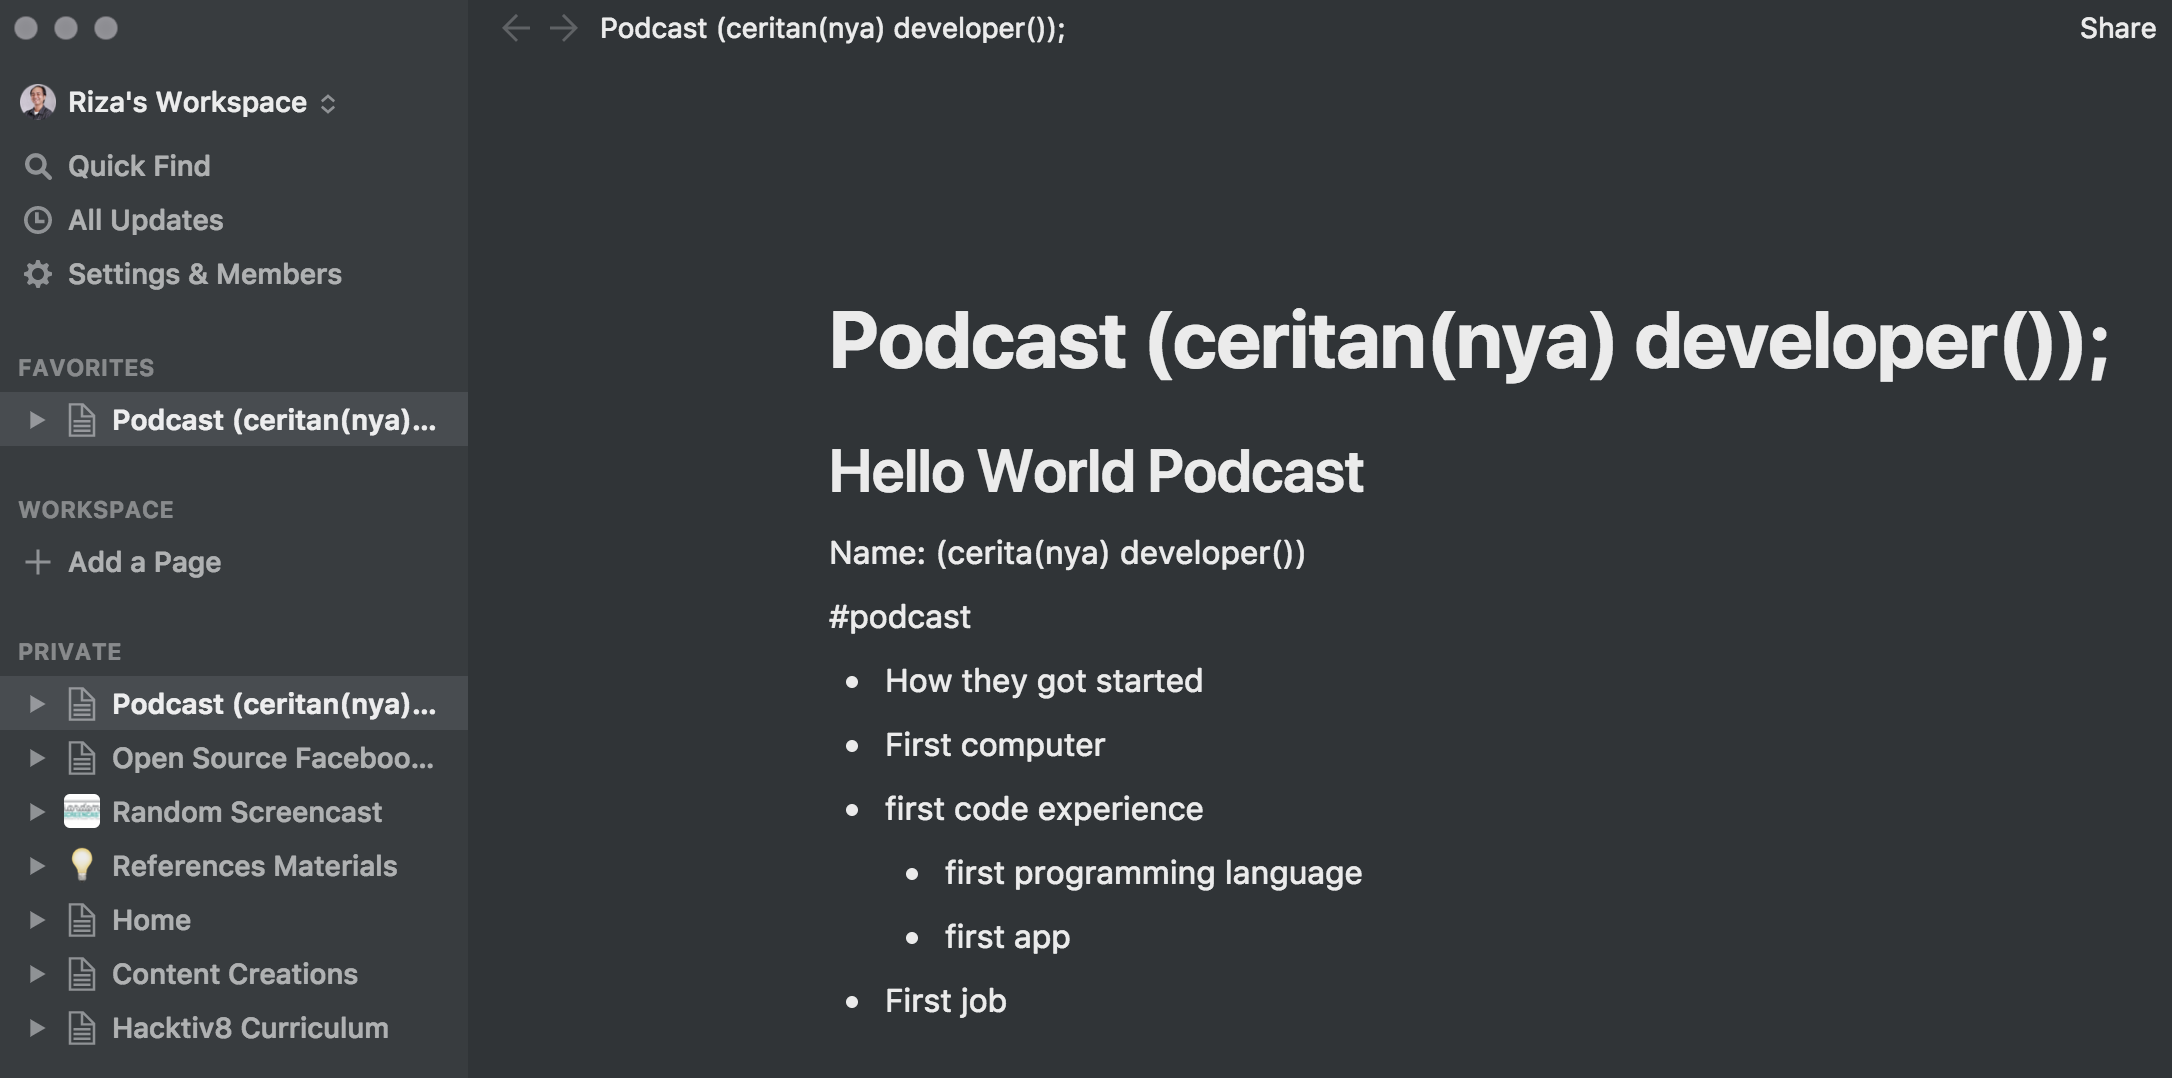 Podcast (ceritan(nya) developer());
Share
Riza's Workspace
Quick Find
All Updates
Settings & Members
FAVORITES
Podcast (ceritan(nya)...
WORKSPACE
Add a Page
PRIVATE
Podcast (ceritan(nya)...
Open Source Faceboo...
Random Screencast
References Materials
Home
Content Creations
Hacktiv8 Curriculum
Podcast (ceritan(nya) developer());
Hello World Podcast
Name: (cerita(nya) developer())
#podcast
• How they got started
• First computer
• first code experience
• first programming language
• first app
• First job